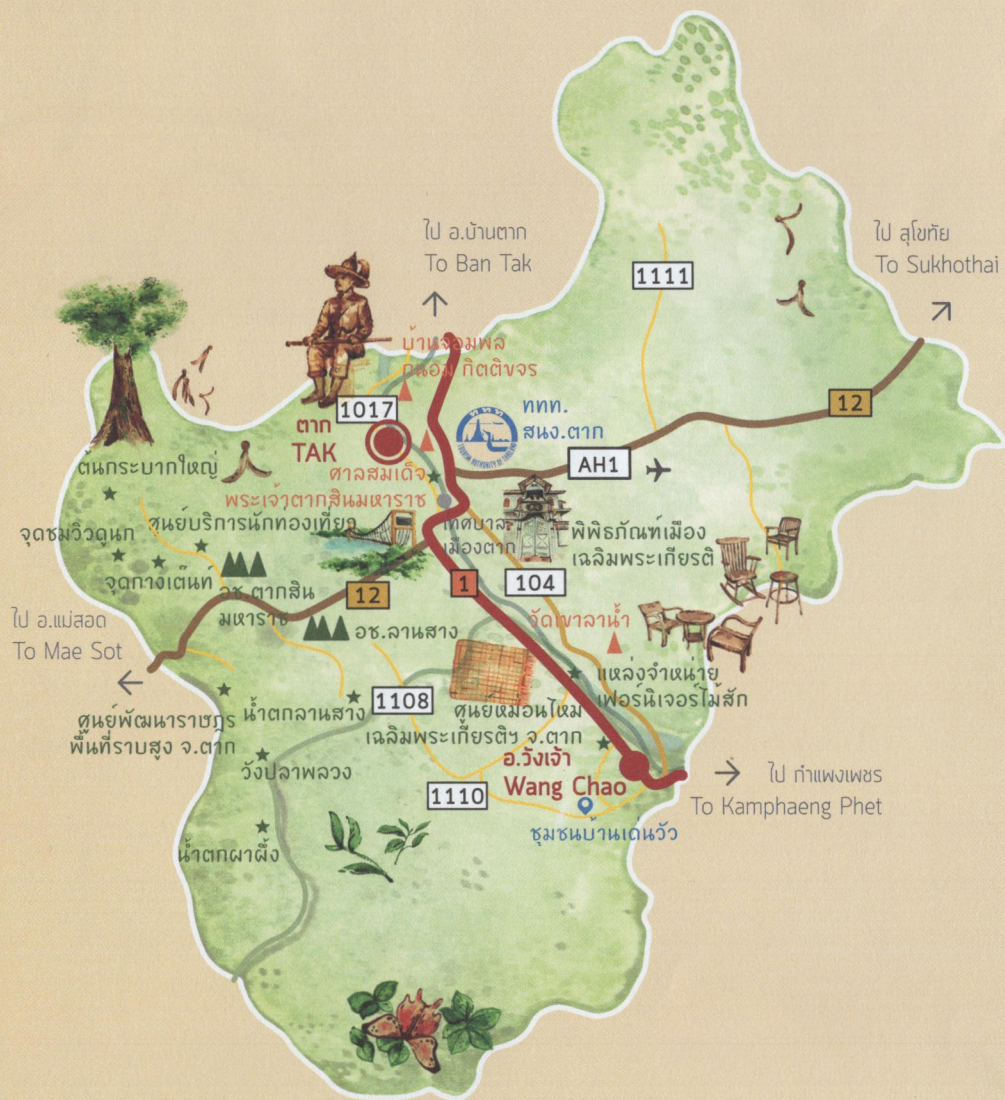 ไป อ.บ้านตาก
To Ban Tak
ไป สุโขทัย
To Sukhothai
1111
บ้านจอมพล
ถนอม กิตติขจร
1017
12
ตาก
TAK
ททท.
สนง.ตาก
ททท
TOURISM AUTHORITY OF THAILAND
AH1
ต้นกระบากใหญ่
ศาลสมเด็จ
พระเจ้าตากสินมหาราช
ศูนย์บริการนักท่องเที่ยว
จุดชมวิวดูนก
จุดกางเต็นท์
เทศบาล
เมืองตาก
พิพิธภัณฑ์เมือง
เฉลิมพระเกียรติ
อช.ตากสิน
มหาราช
12
1
104
ไป อ.แม่สอด
To Mae Sot
อช.ลานสาง
วัดเขาลาน้ำ
แหล่งจำหน่าย
เฟอร์นิเจอร์ไม้สัก
ศูนย์พัฒนาราษฎร
พื้นที่ราบสูง จ.ตาก
น้ำตกลานสาง
1108
ศูนย์หม่อนไหม
เฉลิมพระเกียรติฯ จ.ตาก
วังปลาพลวง
อ.วังเจ้า
Wang Chao
1110
ไป กำแพงเพชร
To Kamphaeng Phet
ชุมชนบ้านเด่นวัว
น้ำตกผาผึ้ง